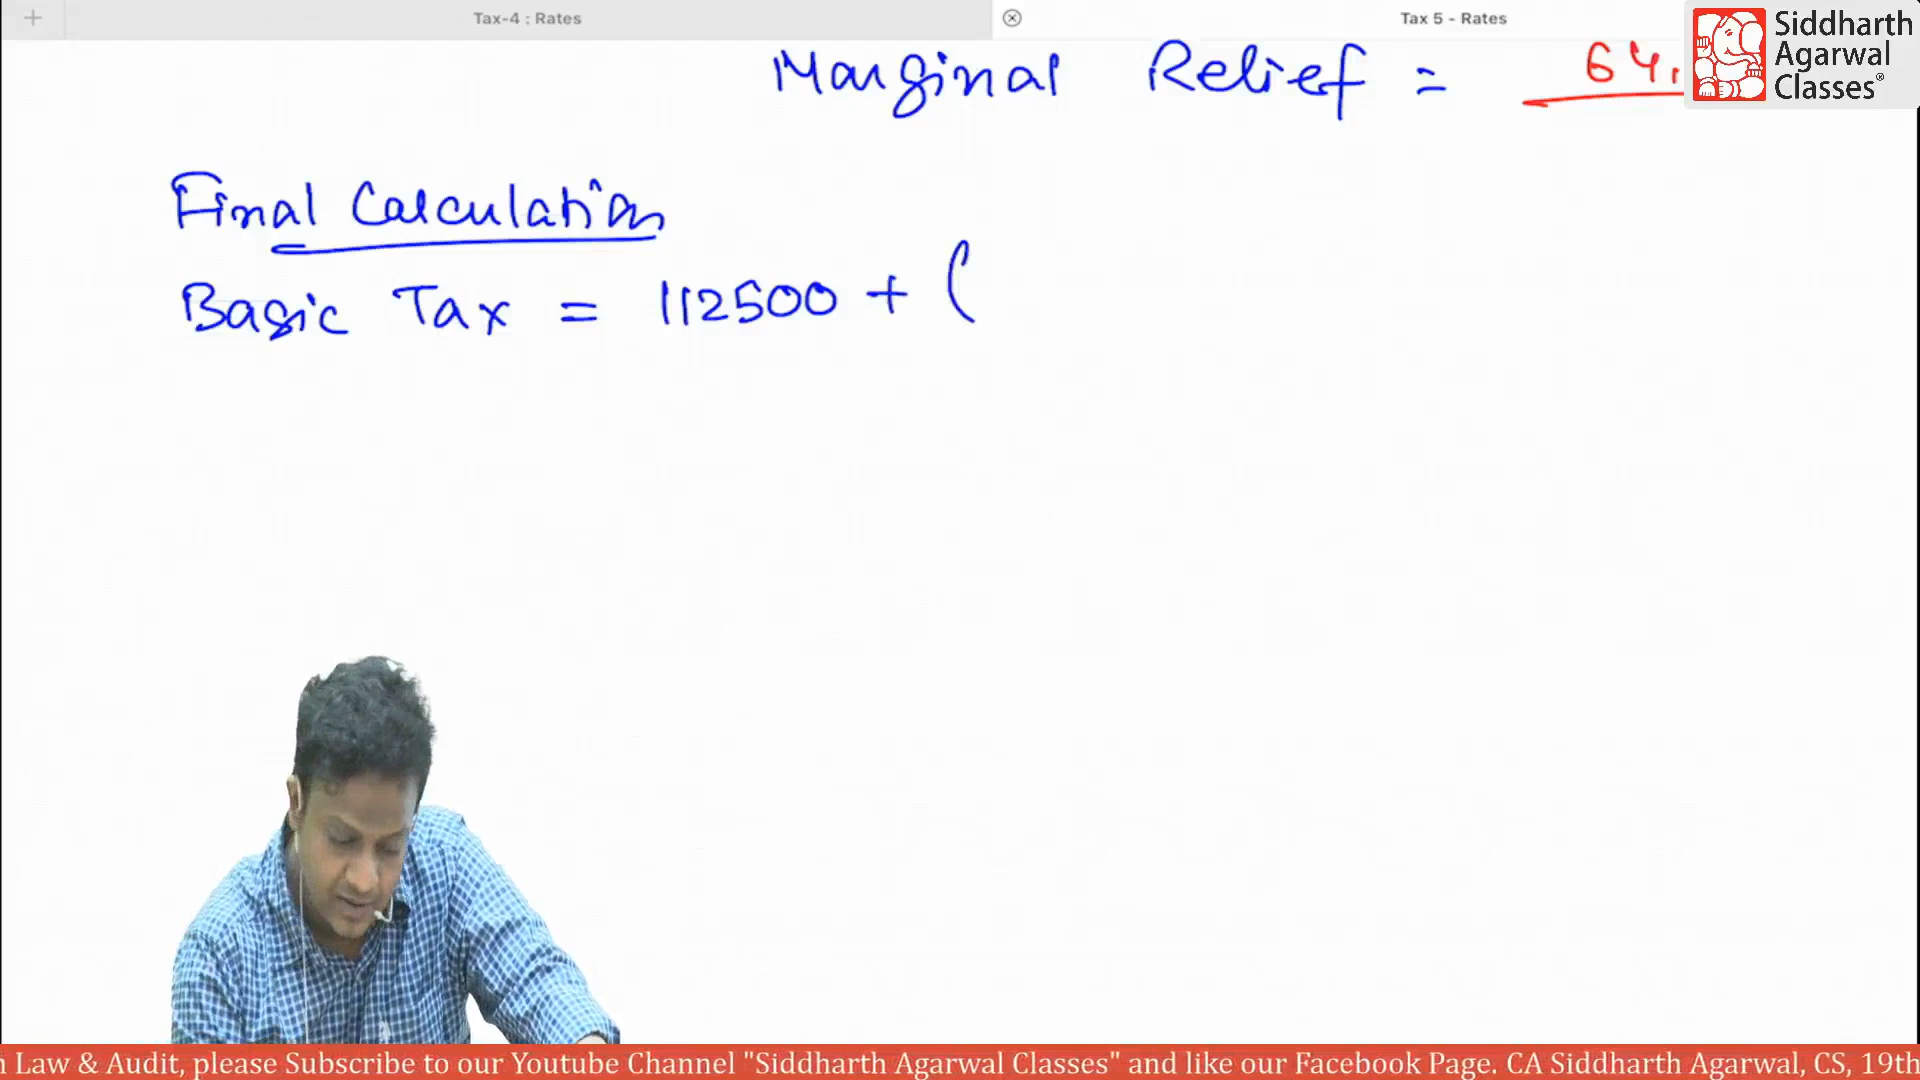 Tax-4 : Rates
Tax 5 - Rates
Siddharth
Agarwal
Classes®
Marginal Relief = 64,
Final Calculation
Basic Tax = 112500 + (
n Law & Audit, please Subscribe to our Youtube Channel "Siddharth Agarwal Classes" and like our Facebook Page. CA Siddharth Agarwal, CS, 19th